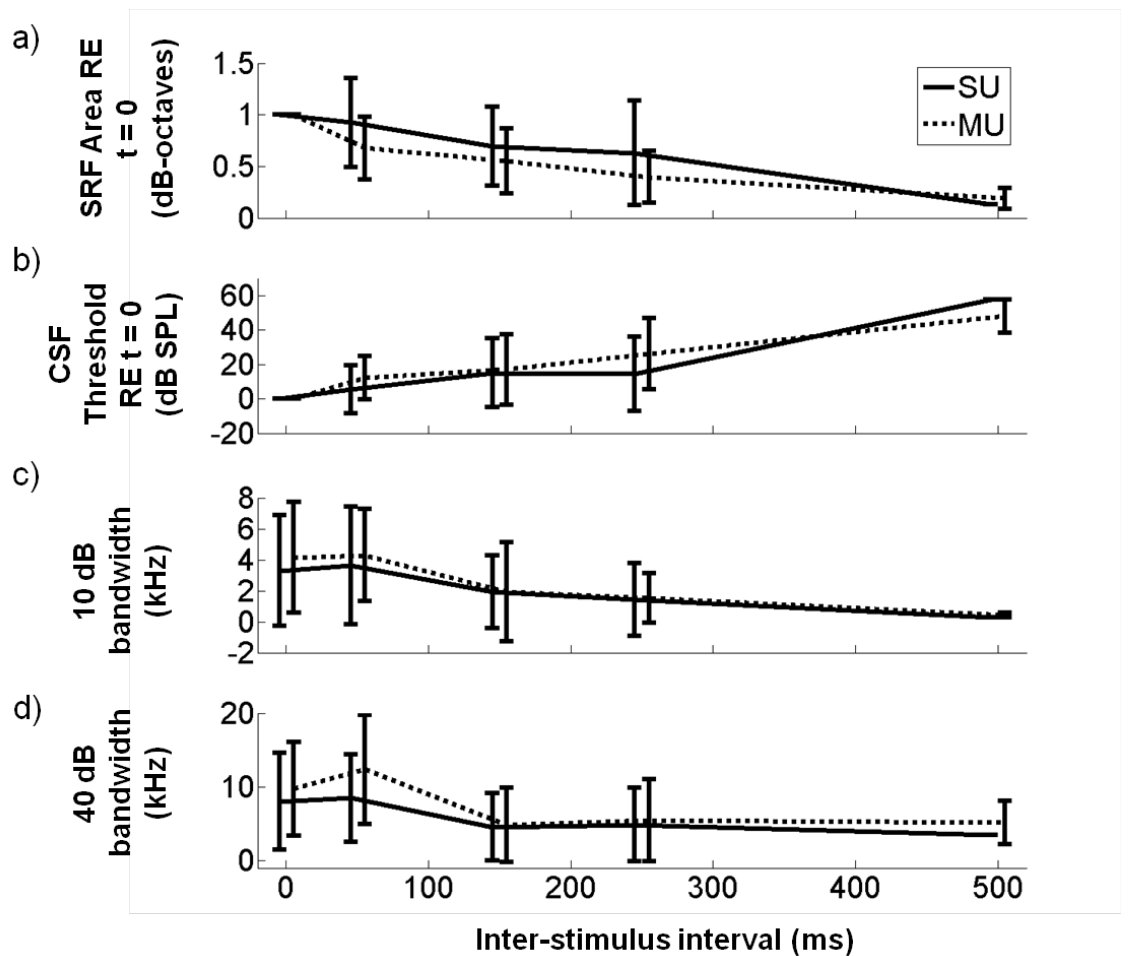 a)
SRF Area RE
t = 0
(dB-octaves)
1.5
1
0.5
0
SU
MU
b)
CSF
Threshold
RE t = 0
(dB SPL)
60
40
20
0
-20
c)
10 dB
bandwidth
(kHz)
8
6
4
2
0
-2
d)
40 dB
bandwidth
(kHz)
20
10
0
0 100 200 300 400 500
Inter-stimulus interval (ms)